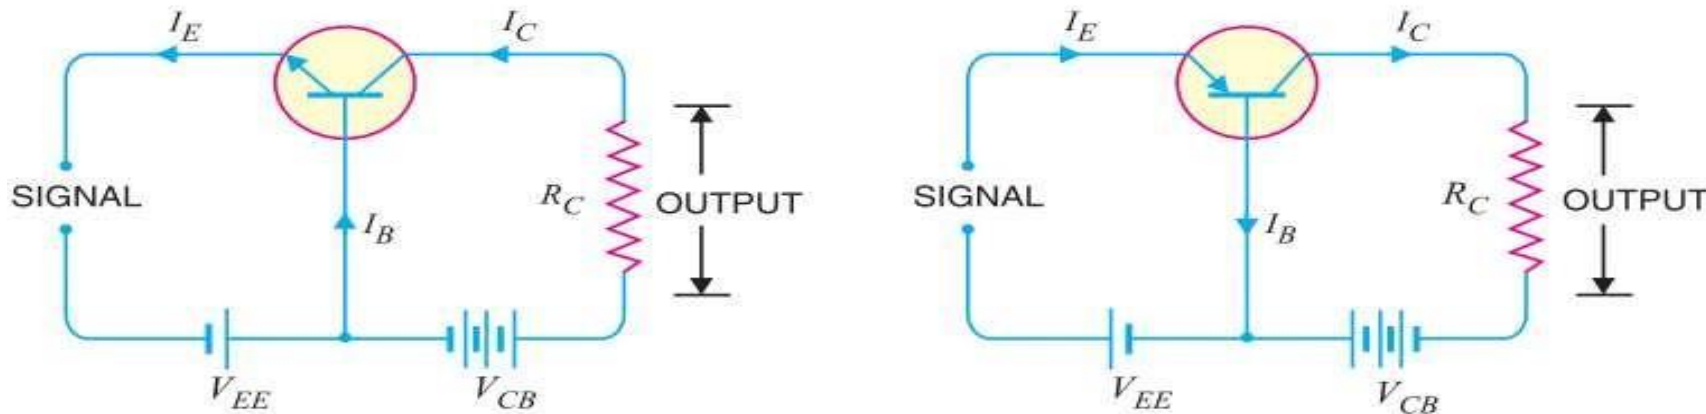 I_E
I_C
SIGNAL
R_C
OUTPUT
I_B
V_EE
V_CB
I_E
I_C
SIGNAL
R_C
OUTPUT
I_B
V_EE
V_CB